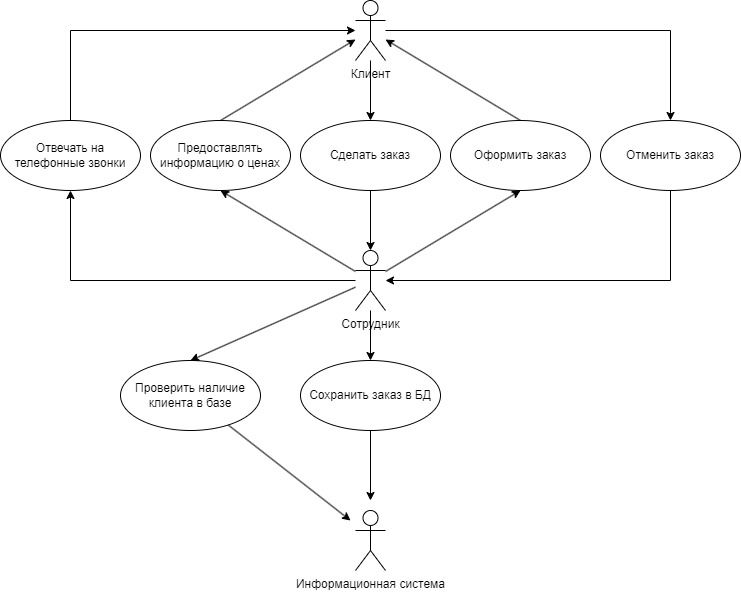 Клиент
Отвечать на
телефонные звонки
Предоставлять
информацию о ценах
Сделать заказ
Оформить заказ
Отменить заказ
Сотрудник
Проверить наличие
клиента в базе
Сохранить заказ в БД
Информационная система